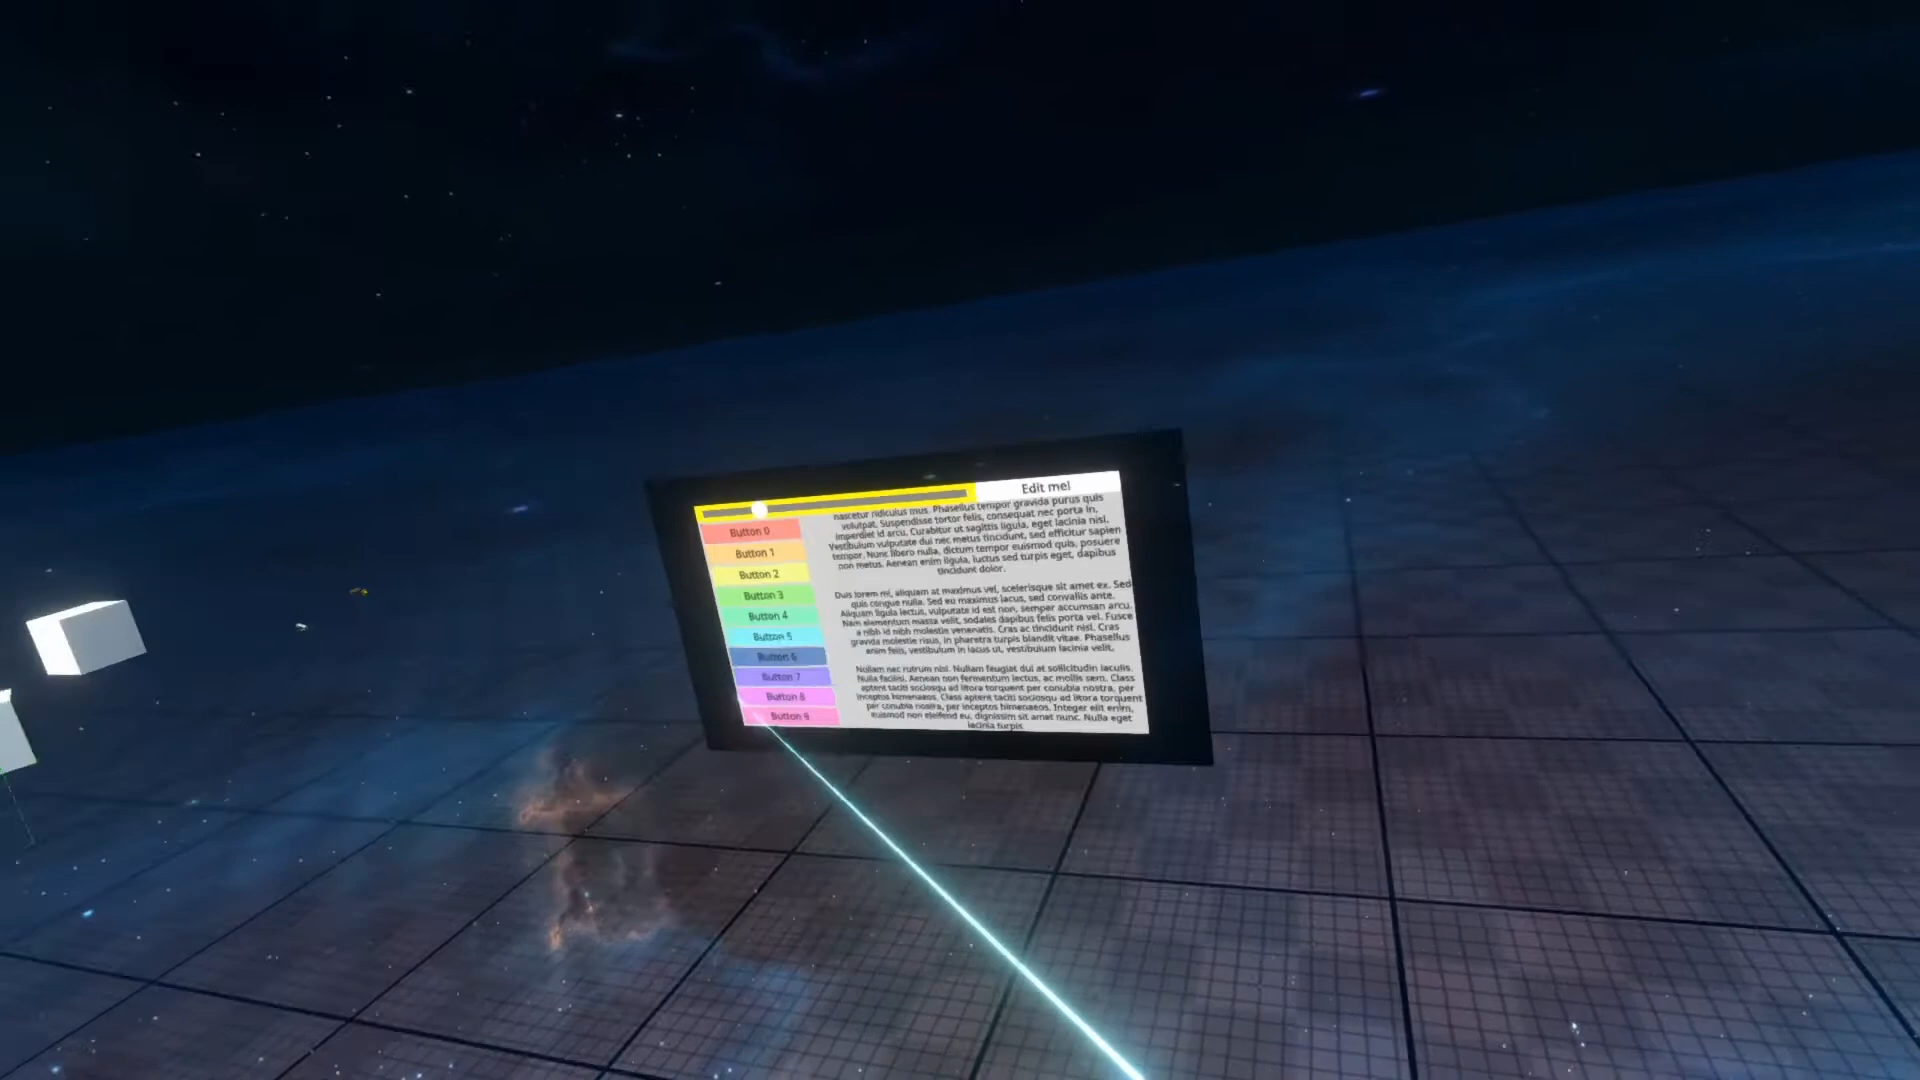 Edit me!
Button 0
Button 1
Button 2
Button 3
Button 4
Button 5
Button 6
Button 7
Button 8
Button 9
nascetur ridiculus mus. Phasellus tempor gravida purus quis
volutpat. Suspendisse tortor felis, consequat nec porta in,
imperdiet id arcu. Curabitur ut sagittis ligula, eget lacinia nisl.
Vestibulum vulputate dui nec metus tincidunt, sed efficitur sapien
tempor. Nunc libero nulla, dictum tempor euismod quis, posuere
non metus. Aenean enim ligula, luctus sed turpis eget, dapibus
tincidunt dolor.
Duis lorem mi, aliquam at maximus vel, scelerisque sit amet ex. Sed
quis congue nulla. Sed eu maximus lacus, sed convallis ante.
Aliquam ligula lectus, vulputate id est non, semper accumsan arcu.
Nam elementum massa velit, sodales dapibus felis porta vel. Fusce
a nibh id nibh molestie venenatis. Cras ac tincidunt nisl. Cras
gravida molestie risus, in pharetra turpis blandit vitae. Phasellus
enim felis, vestibulum in lacus ut, vestibulum lacinia velit.
Nullam nec rutrum nisl. Nullam feugiat dui at sollicitudin iaculis.
Nulla facilisi. Aenean non fermentum lectus, ac mollis sem. Class
aptent taciti sociosqu ad litora torquent per conubia nostra, per
inceptos himenaeos. Class aptent taciti sociosqu ad litora torquent
per conubia nostra, per inceptos himenaeos. Integer elit enim,
euismod non eleifend eu, dignissim sit amet nunc. Nulla eget
lacinia turpis